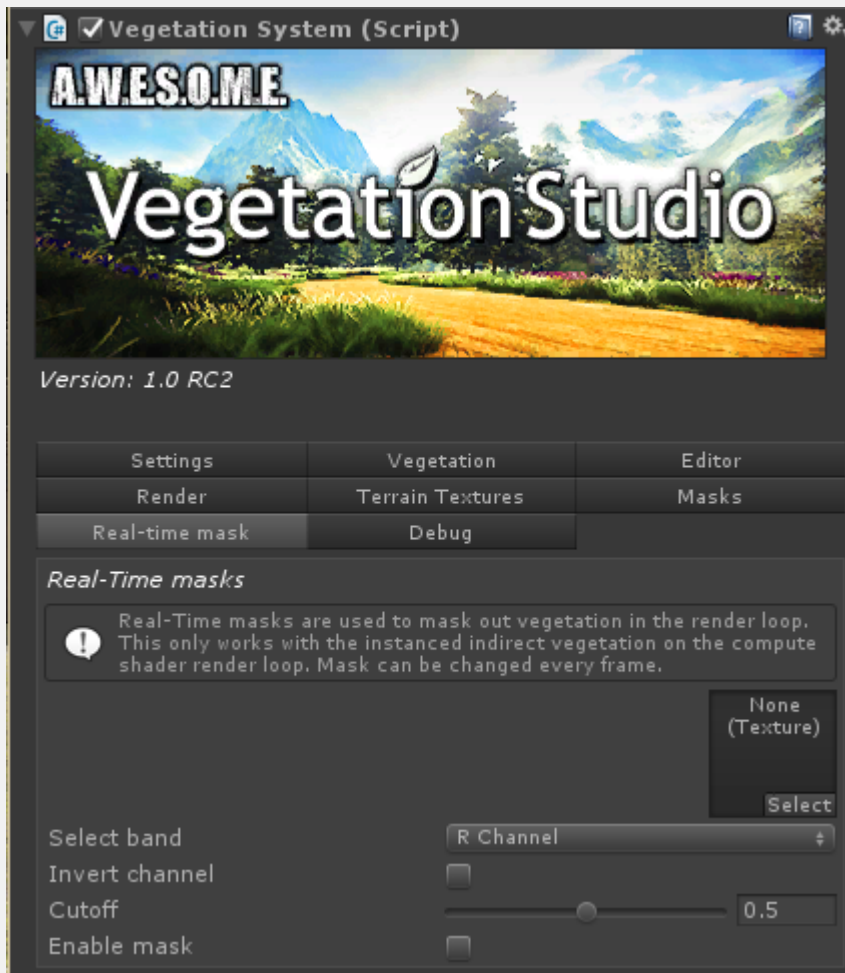 Vegetation System (Script)
A.W.E.S.O.M.E.
VegetationStudio
Version: 1.0 RC2
Settings Vegetation Editor
Render Terrain Textures Masks
Real-time mask Debug
Real-Time masks
Real-Time masks are used to mask out vegetation in the render loop.
This only works with the instanced indirect vegetation on the compute
shader render loop. Mask can be changed every frame.
None
(Texture)
Select
Select band R Channel
Invert channel
Cutoff 0.5
Enable mask